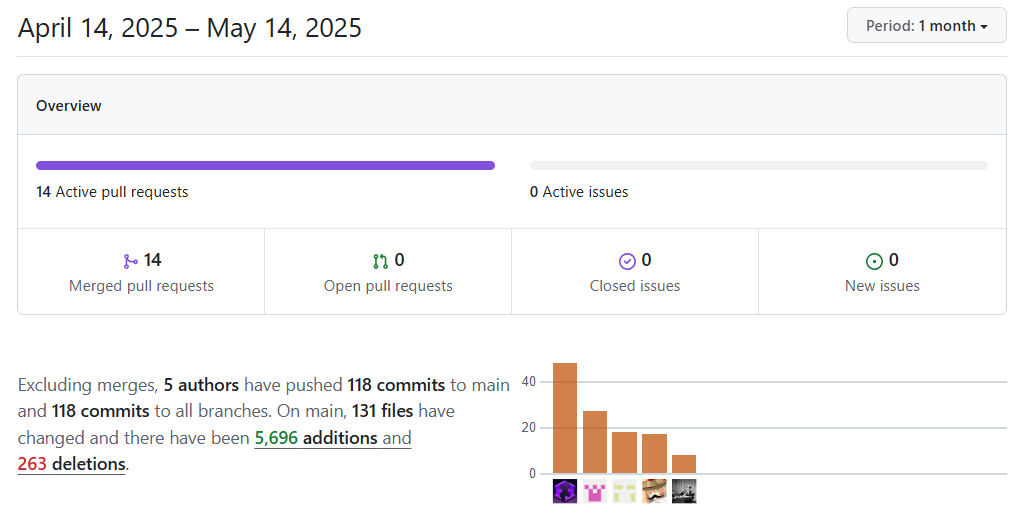 April 14, 2025 – May 14, 2025
Period: 1 month
Overview
14 Active pull requests
0 Active issues
14
Merged pull requests
0
Open pull requests
0
Closed issues
0
New issues
Excluding merges, 5 authors have pushed 118 commits to main
and 118 commits to all branches. On main, 131 files have
changed and there have been 5,696 additions and
263 deletions.
40
20
0